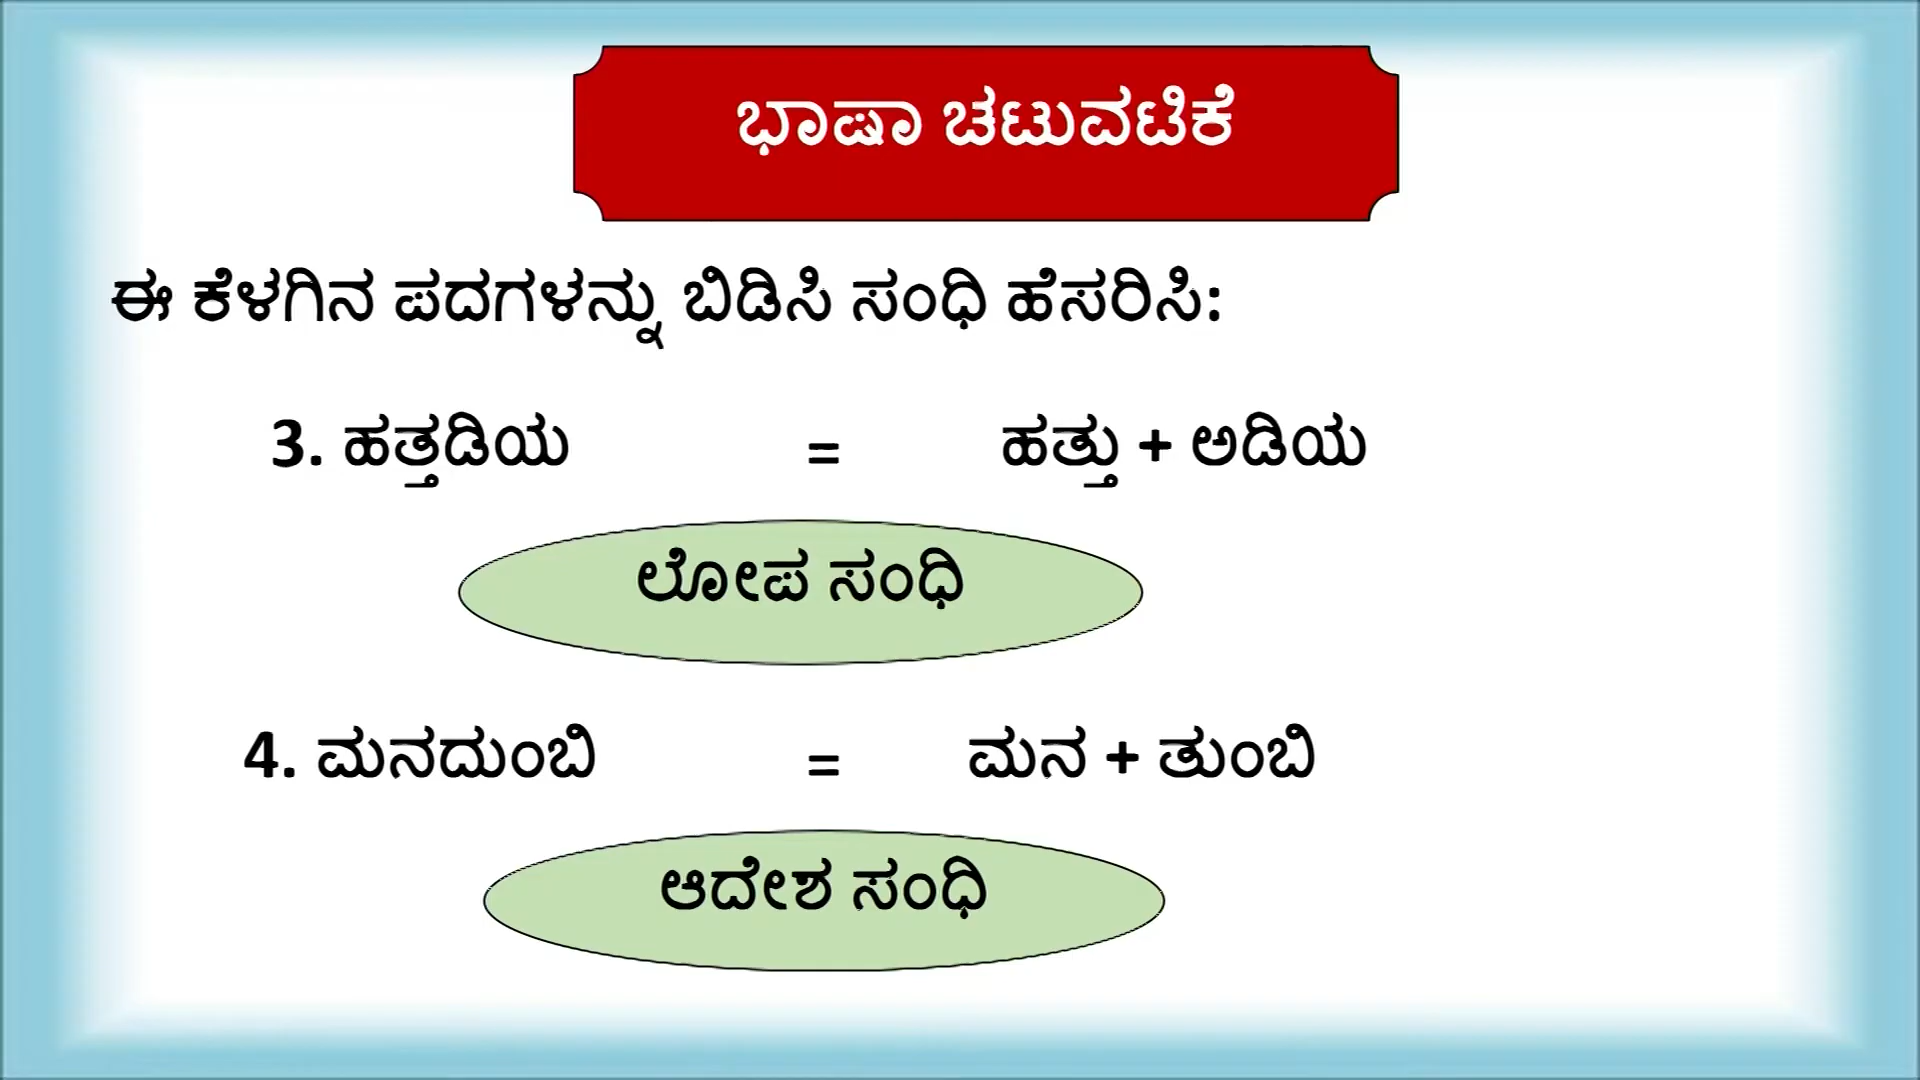 ಭಾಷಾ ಚಟುವಟಿಕೆ
ಈ ಕೆಳಗಿನ ಪದಗಳನ್ನು ಬಿಡಿಸಿ ಸಂಧಿ ಹೆಸರಿಸಿ:
3. ಹತ್ತಡಿಯ = ಹತ್ತು + ಅಡಿಯ
ಲೋಪ ಸಂಧಿ
4. ಮನದುಂಬಿ = ಮನ + ತುಂಬಿ
ಆದೇಶ ಸಂಧಿ